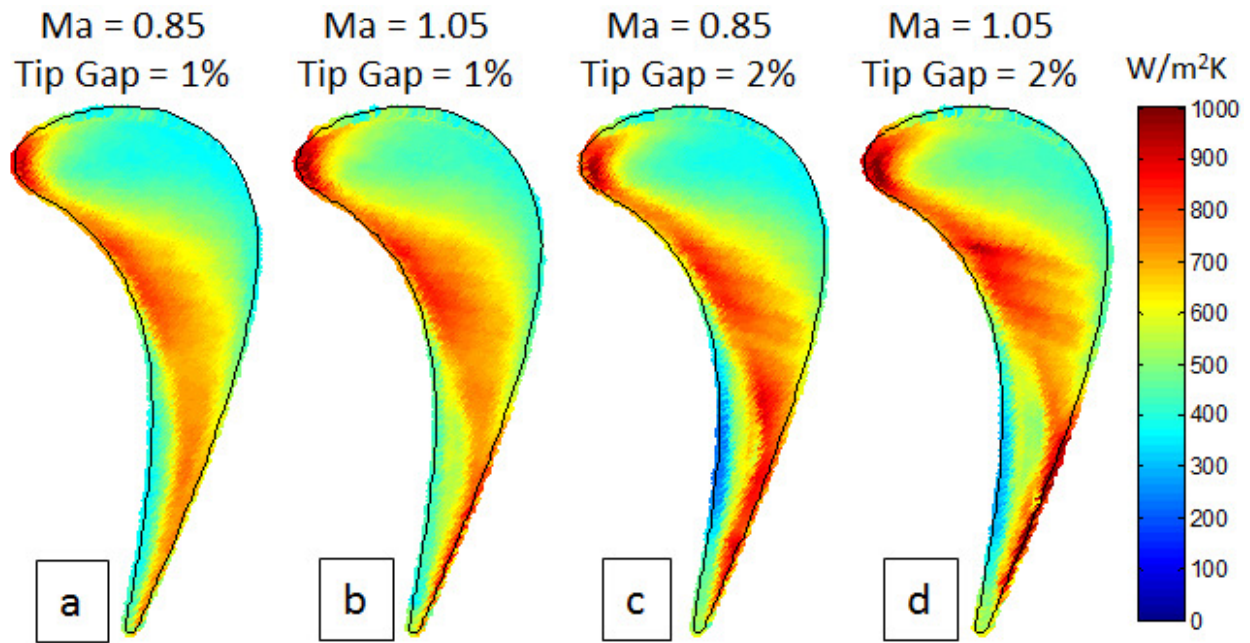 Ma = 0.85
Tip Gap = 1%
Ma = 1.05
Tip Gap = 1%
Ma = 0.85
Tip Gap = 2%
Ma = 1.05
Tip Gap = 2%
W/m²K
1000
900
800
700
600
500
400
300
200
100
0
a
b
c
d